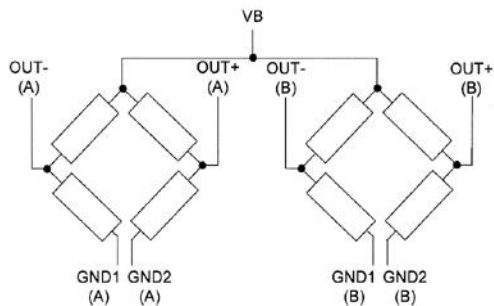 VB
OUT-
(A)
OUT+
(A)
OUT-
(B)
OUT+
(B)
GND1
(A)
GND2
(A)
GND1
(B)
GND2
(B)